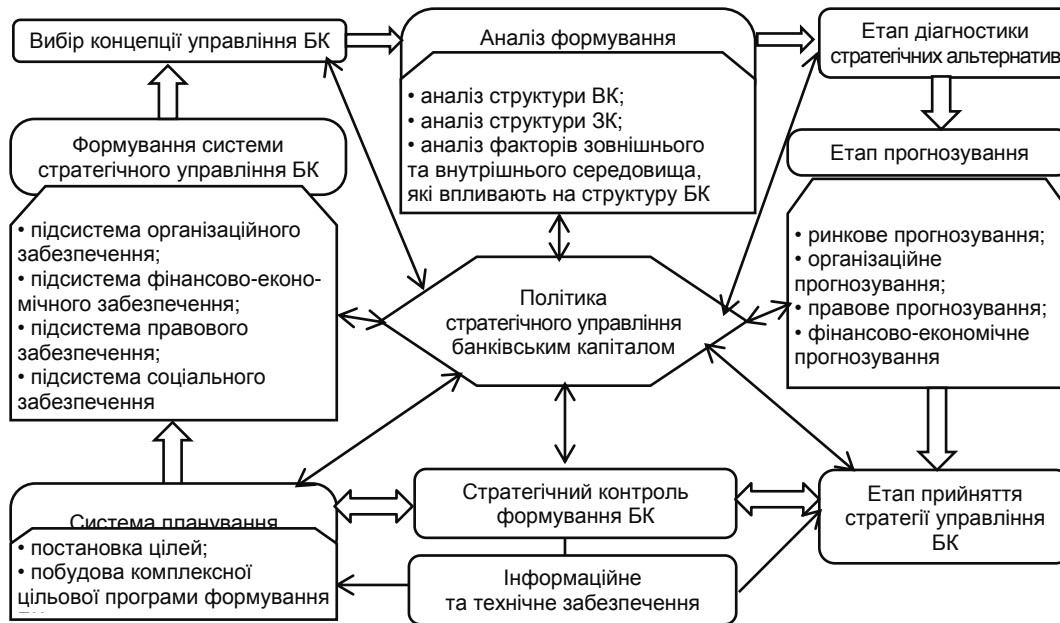 Вибір концепції управління БК
Аналіз формування
• аналіз структури ВК;
• аналіз структури ЗК;
• аналіз факторів зовнішнього
та внутрішнього середовища,
які впливають на структуру БК
Етап діагностики
стратегічних альтернатив
Формування системи
стратегічного управління БК
• підсистема організаційного
забезпечення;
• підсистема фінансово-еконо-
мічного забезпечення;
• підсистема правового
забезпечення;
• підсистема соціального
забезпечення
Політика
стратегічного управління
банківським капіталом
Етап прогнозування
• ринкове прогнозування;
• організаційне
прогнозування;
• правове прогнозування;
• фінансово-економічне
прогнозування
Система планування
• постановка цілей;
• побудова комплексної
цільової програми формування
Стратегічний контроль
формування БК
Інформаційне
та технічне забезпечення
Етап прийняття
стратегії управління
БК